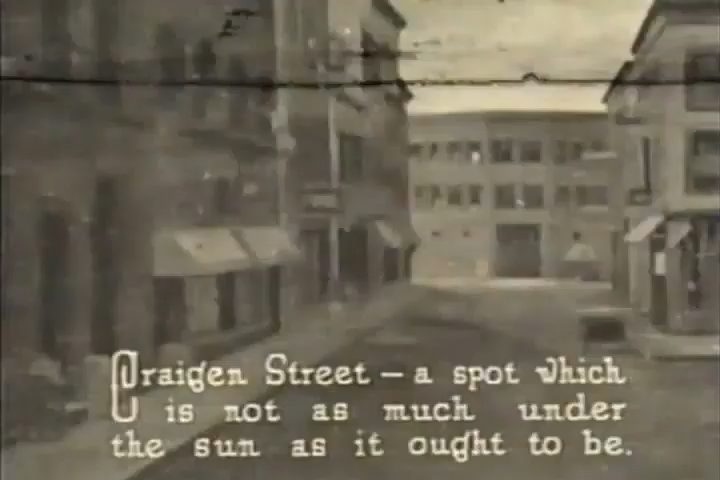 Craigen Street — a spot which
is not as much under
the sun as it ought to be.